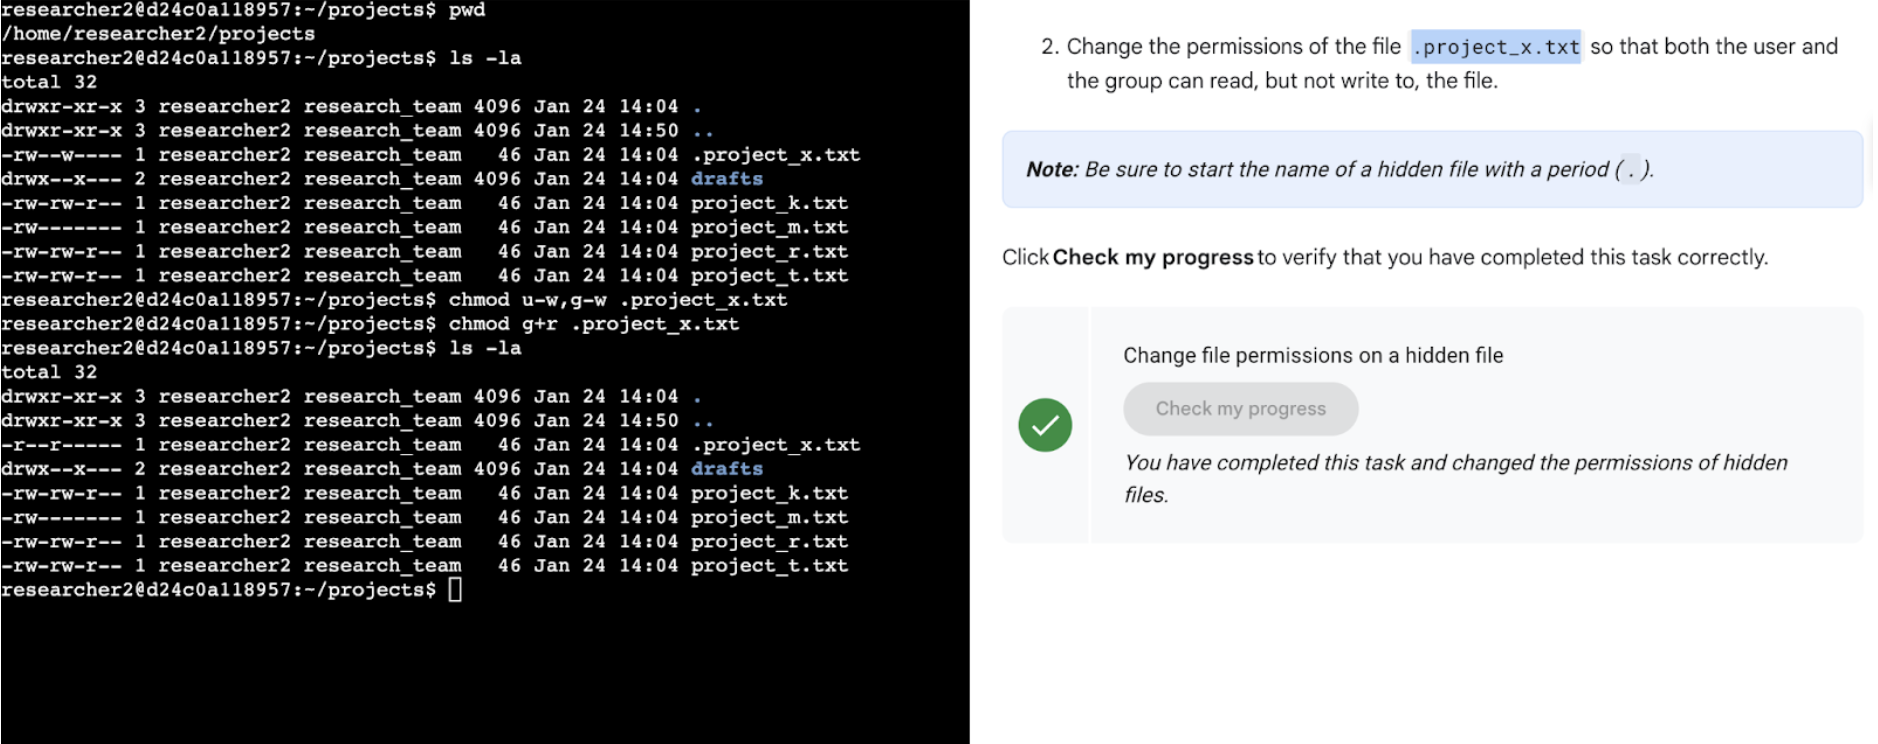 researcher2@d24c0a118957:~/projects$ pwd
/home/researcher2/projects
researcher2@d24c0a118957:~/projects$ ls -la
total 32
drwxr-xr-x 3 researcher2 research_team 4096 Jan 24 14:04 .
drwxr-xr-x 3 researcher2 research_team 4096 Jan 24 14:50 ..
-rw--w---- 1 researcher2 research_team   46 Jan 24 14:04 .project_x.txt
drwx--x--- 2 researcher2 research_team 4096 Jan 24 14:04 drafts
-rw-rw-r-- 1 researcher2 research_team   46 Jan 24 14:04 project_k.txt
-rw------- 1 researcher2 research_team   46 Jan 24 14:04 project_m.txt
-rw-rw-r-- 1 researcher2 research_team   46 Jan 24 14:04 project_r.txt
-rw-rw-r-- 1 researcher2 research_team   46 Jan 24 14:04 project_t.txt
researcher2@d24c0a118957:~/projects$ chmod u-w,g-w .project_x.txt
researcher2@d24c0a118957:~/projects$ chmod g+r .project_x.txt
researcher2@d24c0a118957:~/projects$ ls -la
total 32
drwxr-xr-x 3 researcher2 research_team 4096 Jan 24 14:04 .
drwxr-xr-x 3 researcher2 research_team 4096 Jan 24 14:50 ..
-r--r----- 1 researcher2 research_team   46 Jan 24 14:04 .project_x.txt
drwx--x--- 2 researcher2 research_team 4096 Jan 24 14:04 drafts
-rw-rw-r-- 1 researcher2 research_team   46 Jan 24 14:04 project_k.txt
-rw------- 1 researcher2 research_team   46 Jan 24 14:04 project_m.txt
-rw-rw-r-- 1 researcher2 research_team   46 Jan 24 14:04 project_r.txt
-rw-rw-r-- 1 researcher2 research_team   46 Jan 24 14:04 project_t.txt
researcher2@d24c0a118957:~/projects$
2. Change the permissions of the file .project_x.txt so that both the user and
the group can read, but not write to, the file.
Note: Be sure to start the name of a hidden file with a period ( . ).
Click Check my progress to verify that you have completed this task correctly.
Change file permissions on a hidden file
Check my progress
You have completed this task and changed the permissions of hidden
files.